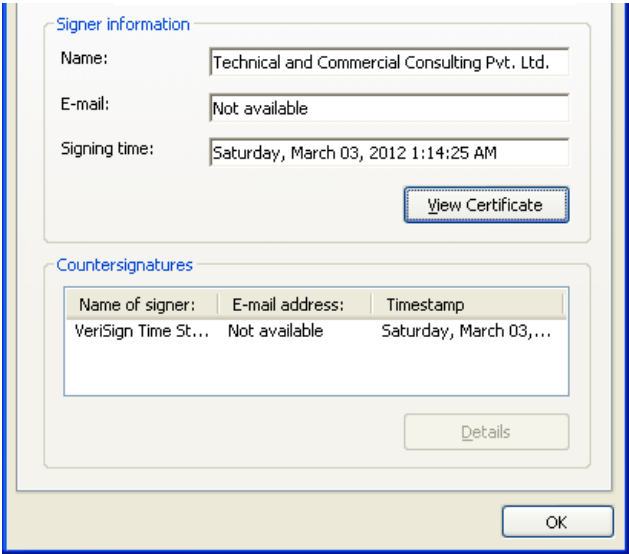 Signer information
Name: Technical and Commercial Consulting Pvt. Ltd.
E-mail: Not available
Signing time: Saturday, March 03, 2012 1:14:25 AM
View Certificate
Countersignatures
Name of signer: E-mail address: Timestamp
VeriSign Time St... Not available Saturday, March 03,...
Details
OK